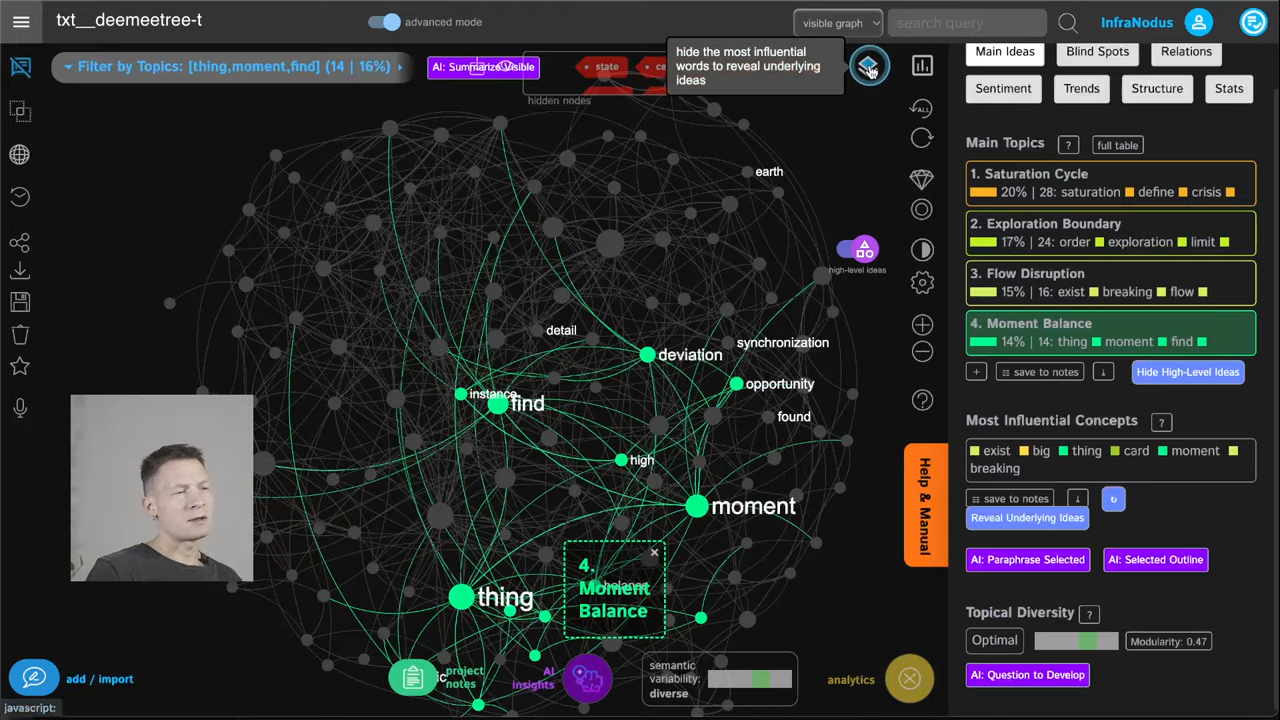 txt__deemeetree-t
advanced mode
visible graph
search query
InfraNodus
Filter by Topics: [thing,moment,find] (14 | 16%)
AI: Summarize Visible
state
hide the most influential
words to reveal underlying
ideas
hidden nodes
Main Ideas
Blind Spots
Relations
Sentiment
Trends
Structure
Stats
ALL
earth
high-level ideas
detail
deviation
synchronization
opportunity
instance
find
found
high
moment
thing
balance
4.
Moment
Balance
Main Topics
?
full table
1. Saturation Cycle
20% | 28: saturation define crisis
2. Exploration Boundary
17% | 24: order exploration limit
3. Flow Disruption
15% | 16: exist breaking flow
4. Moment Balance
14% | 14: thing moment find
+
save to notes
↓
Hide High-Level Ideas
Most Influential Concepts
?
exist big thing card moment
breaking
save to notes
↓
↻
Reveal Underlying Ideas
AI: Paraphrase Selected
AI: Selected Outline
Topical Diversity
?
Optimal
Modularity: 0.47
AI: Question to Develop
Help & Manual
add / import
project
notes
AI
insights
semantic
variability:
diverse
analytics
javascript: